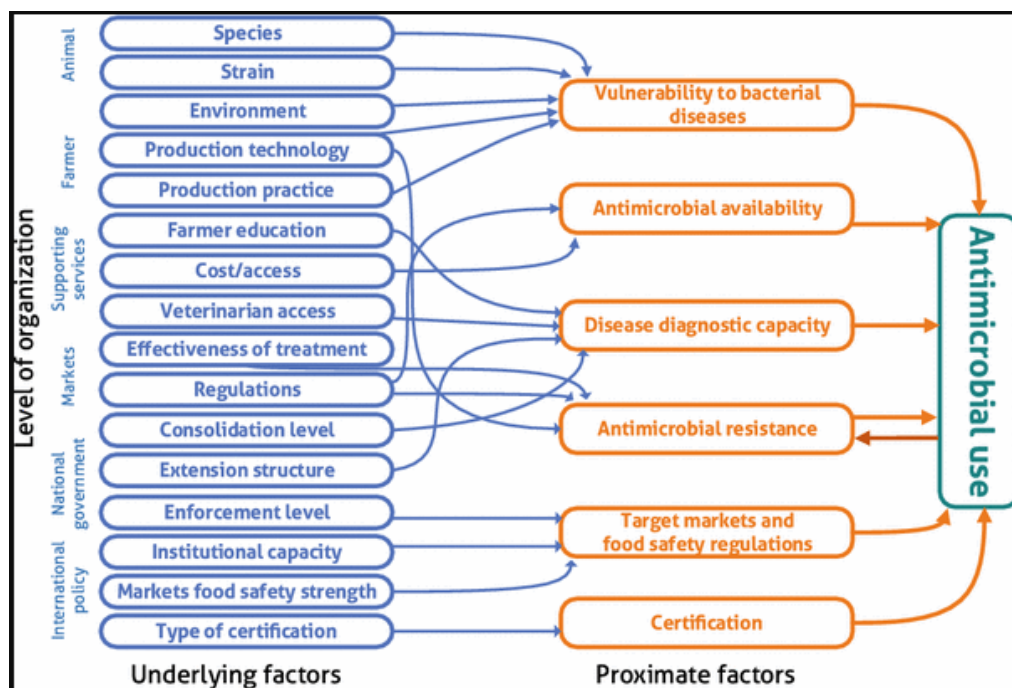 Level of organization
Animal
Farmer
Supporting
services
Markets
National
government
International
policy
Species
Strain
Environment
Production technology
Production practice
Farmer education
Cost/access
Veterinarian access
Effectiveness of treatment
Regulations
Consolidation level
Extension structure
Enforcement level
Institutional capacity
Markets food safety strength
Type of certification
Underlying factors
Vulnerability to bacterial
diseases
Antimicrobial availability
Disease diagnostic capacity
Antimicrobial resistance
Target markets and
food safety regulations
Certification
Proximate factors
Antimicrobial use